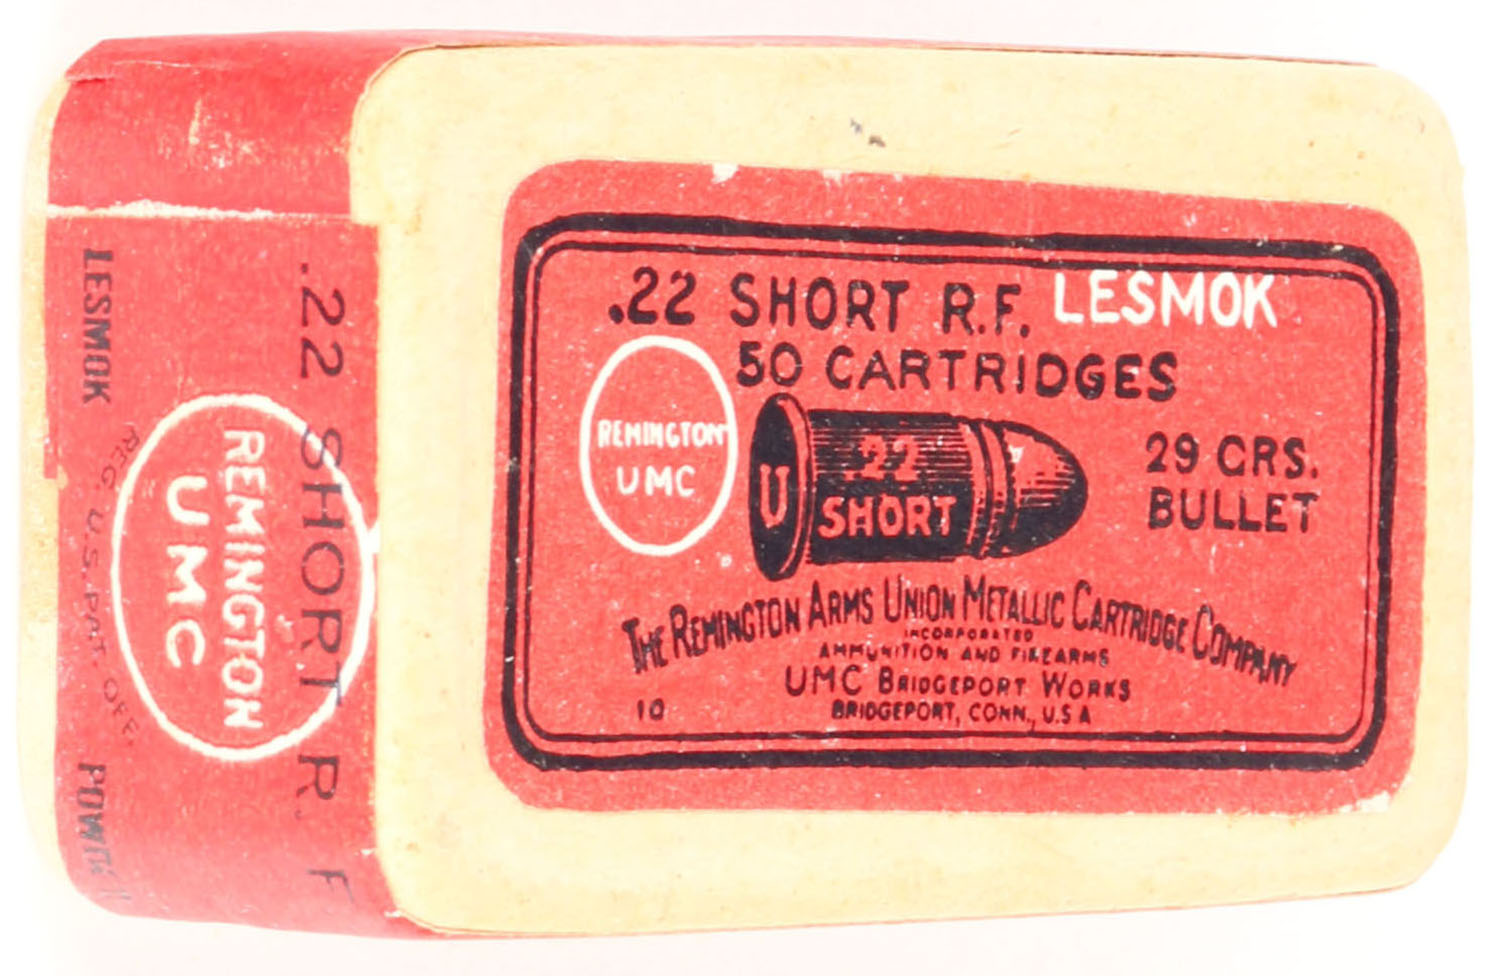 .22 SHORT R.F. LESMOK
50 CARTRIDGES
REMINGTON
UMC
U
22
SHORT
29 GRS.
BULLET
THE REMINGTON ARMS UNION METALLIC CARTRIDGE COMPANY
INCORPORATED
AMMUNITION AND FIREARMS
UMC BRIDGEPORT WORKS
BRIDGEPORT, CONN., U.S.A
10
.22 SHORT R. F
REMINGTON
UMC
REG. U.S. PAT. OFF.
LESMOK